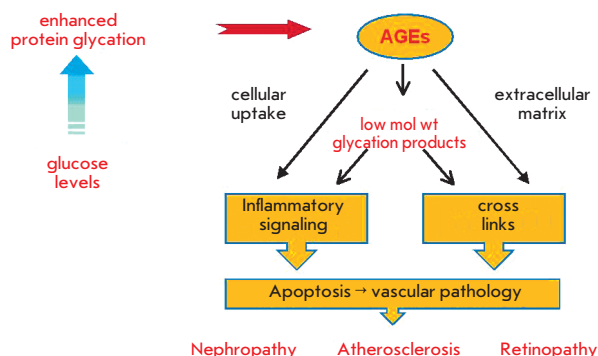 enhanced
protein glycation
AGEs
cellular
uptake
extracellular
matrix
low mol wt
glycation products
glucose
levels
Inflammatory
signaling
cross
links
Apoptosis → vascular pathology
Nephropathy Atherosclerosis Retinopathy